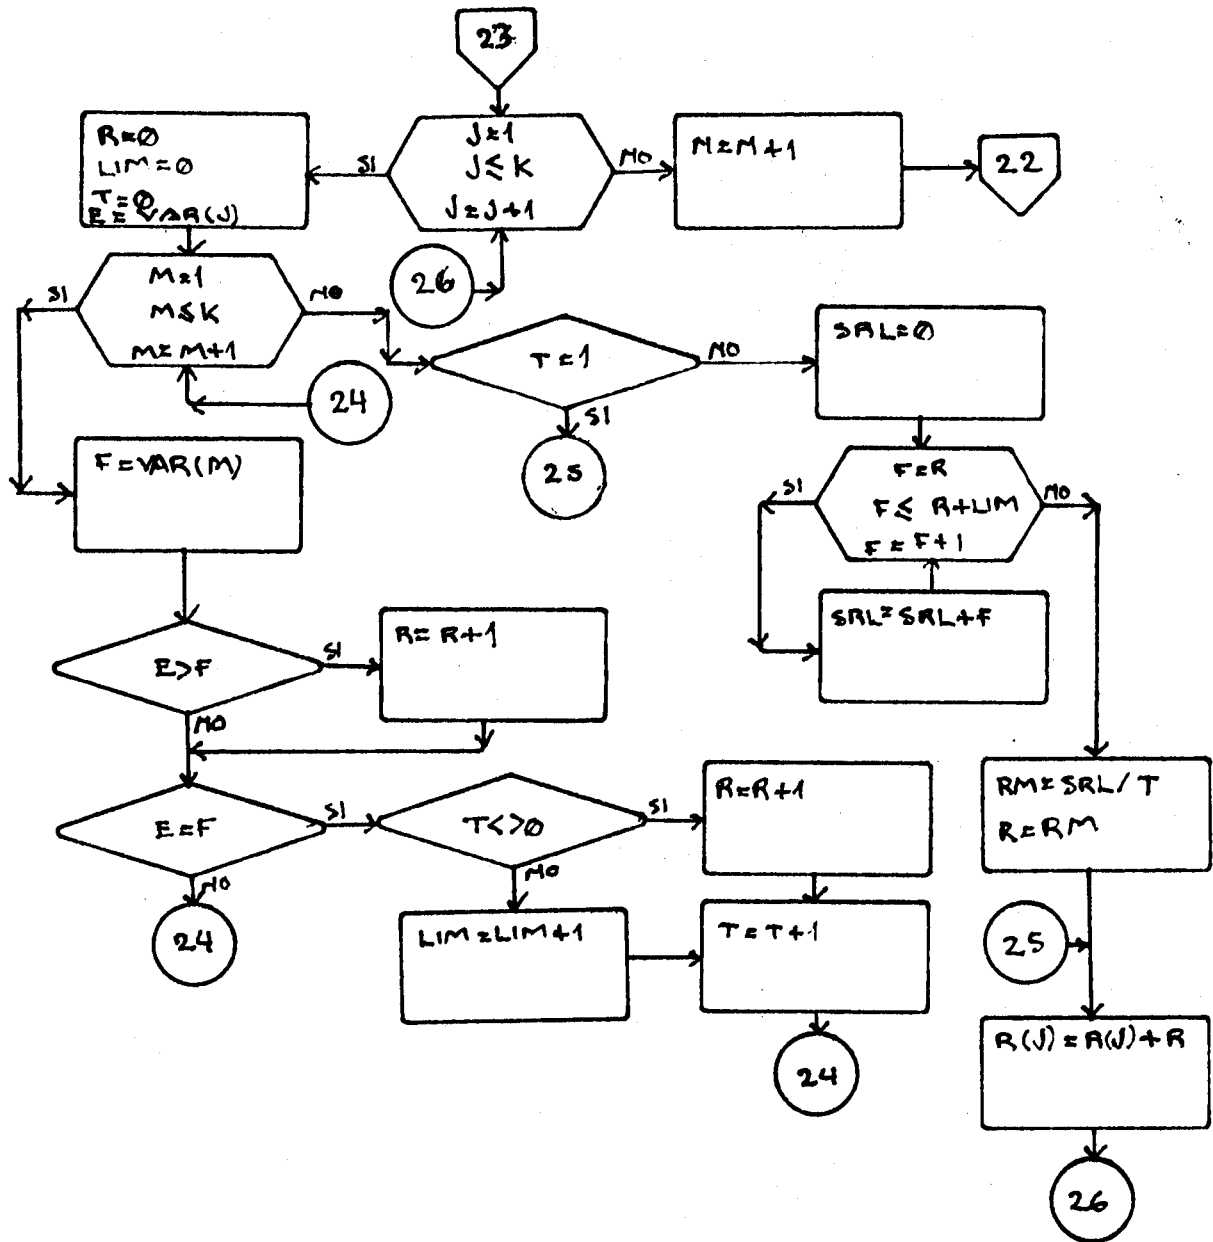 23
R=0
LIM=0
T=0
E=VAR(J)
SI
J=1
J≤K
J=J+1
NO
M=M+1
22
26
SI
M=1
M≤K
M=M+1
NO
24
T=1
NO
SI
25
SRL=0
F=VAR(M)
SI
F=R
F≤ R+LIM
F=F+1
NO
SRL=SRL+F
E>F
SI
R=R+1
NO
E=F
SI
T<>0
SI
R=R+1
RM=SRL/T
R=RM
NO
24
NO
LIM=LIM+1
T=T+1
25
24
R(J)=R(J)+R
26